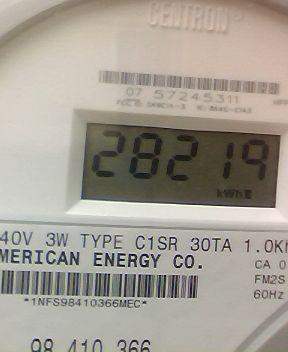 CENTRON®
07 57245311
28219
kWh
40V 3W TYPE C1SR 30TA 1.0Kh
MERICAN ENERGY CO.
CA 0
FM2S
60Hz
*1NFS98410366MEC*
98 410 366